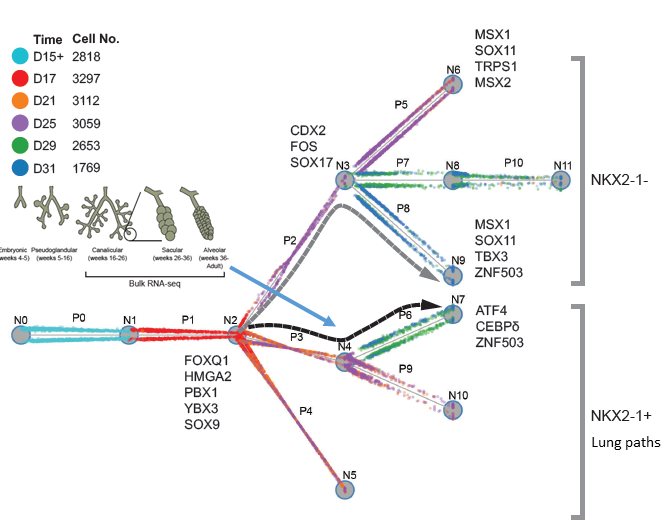 Time Cell No.
D15+ 2818
D17 3297
D21 3112
D25 3059
D29 2653
D31 1769
Embryonic
(weeks 4-5)
Pseudoglandular
(weeks 5-16)
Canalicular
(weeks 16-26)
Sacular
(weeks 26-36)
Alveolar
(weeks 36-
Adult)
Bulk RNA-seq
MSX1
SOX11
TRPS1
MSX2
N6
P5
CDX2
FOS
SOX17
N3
P7
N8
P10
N11
NKX2-1-
P8
P2
MSX1
SOX11
TBX3
ZNF503
N9
N0
P0
N1
P1
N2
P3
N4
P6
N7
ATF4
CEBPδ
ZNF503
FOXQ1
HMGA2
PBX1
YBX3
SOX9
P9
N10
P4
N5
NKX2-1+
Lung paths